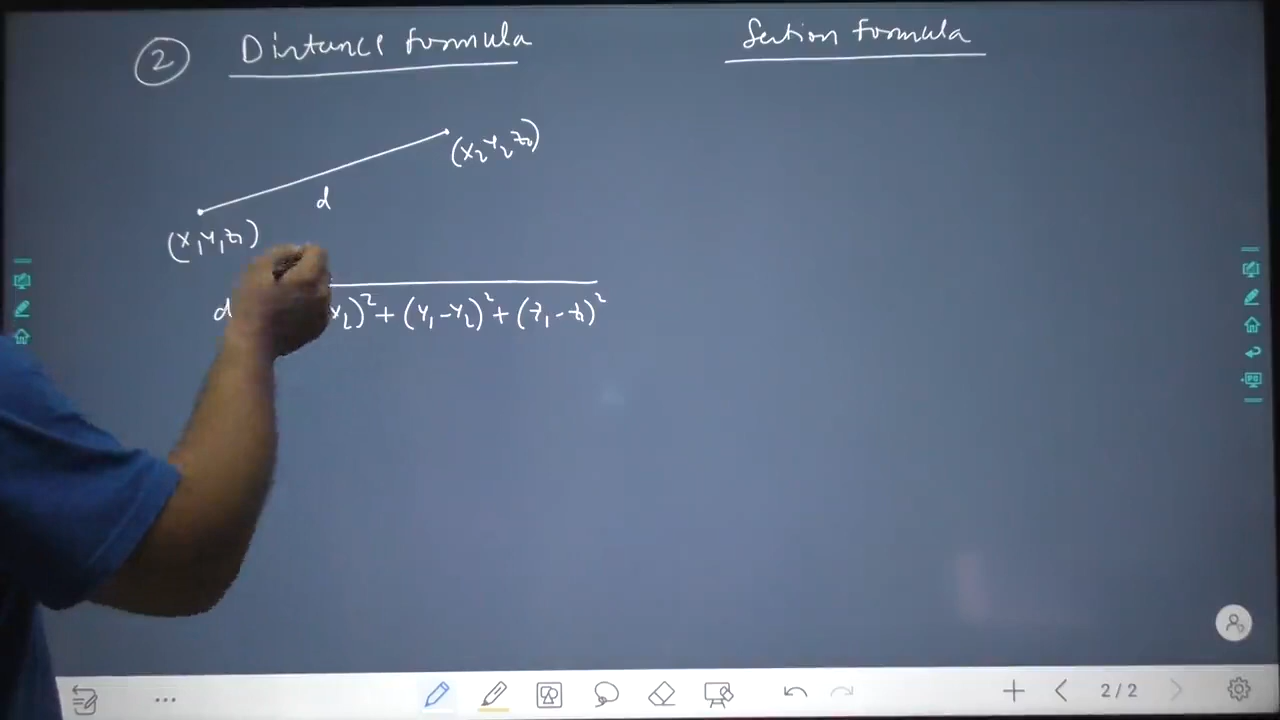 ② Distance formula
Section formula
(x₂ y₂ z₂)
d
(x₁ y₁ z₁)
d x₂)² + (y₁ - y₂)² + (z₁ - z₂)²
2/2